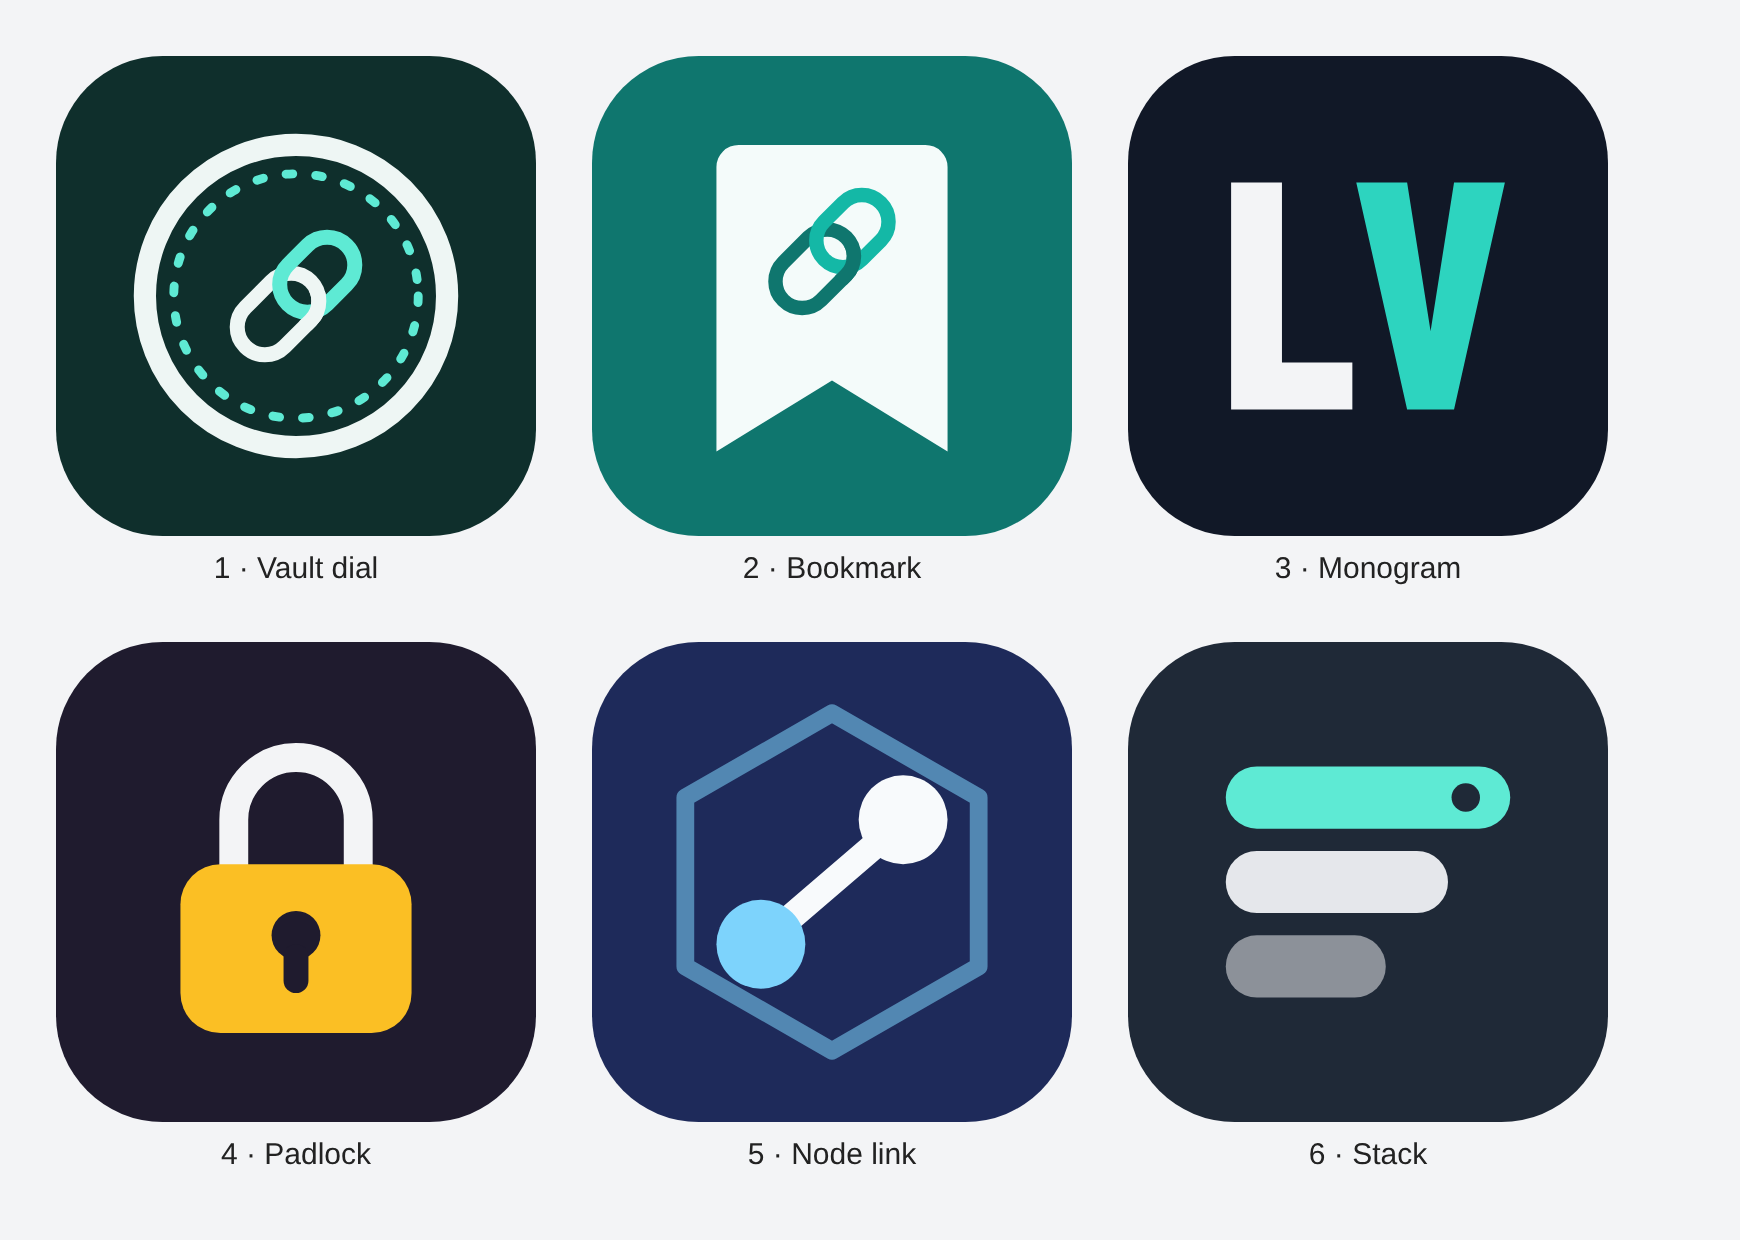 LV
1 · Vault dial
2 · Bookmark
3 · Monogram
4 · Padlock
5 · Node link
6 · Stack